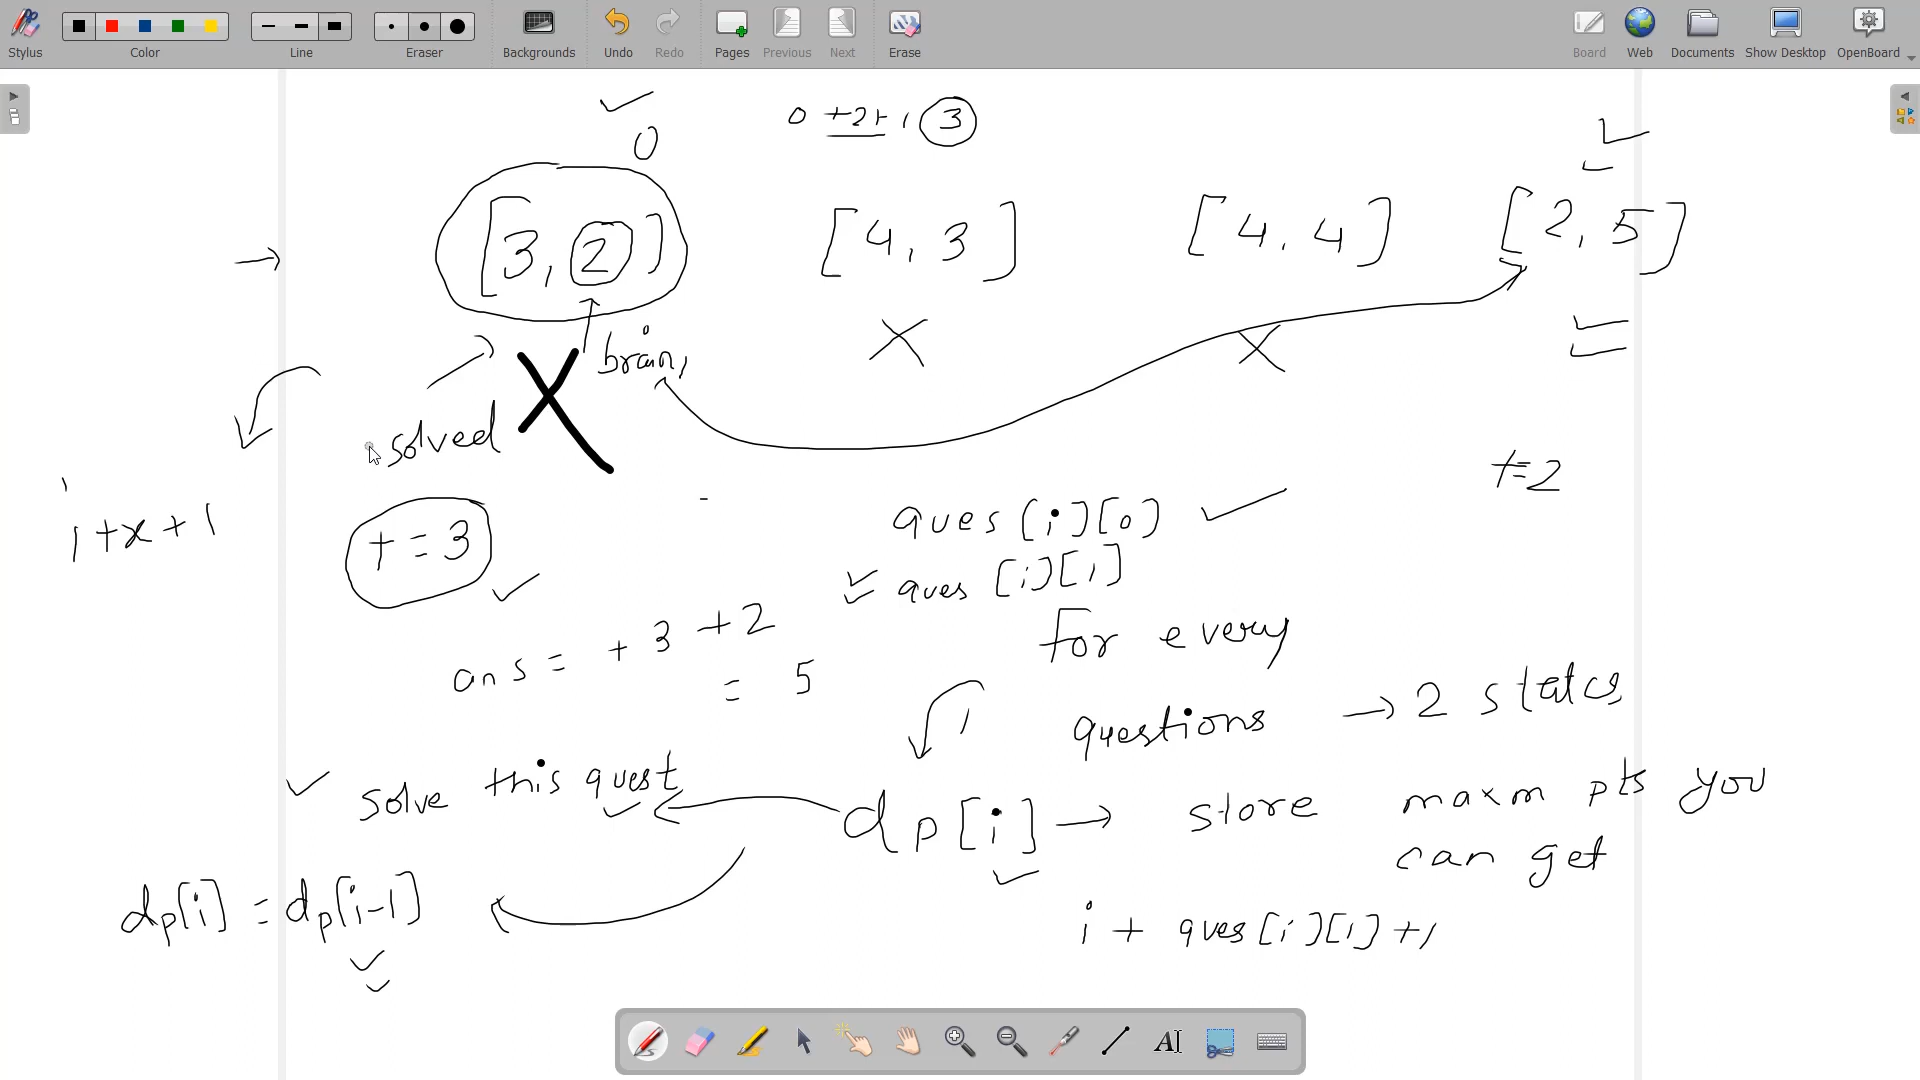 Stylus Color Line Eraser Backgrounds Undo Redo Pages Previous Next Erase Board Web Documents Show Desktop OpenBoard
0 +2+1 3
0
[3, 2] [4, 3] [4, 4] [2, 5]
brain,
solved
t=2
i+x+1
t=3
ques[i][0]
ques[i][1]
ans = +3 +2
= 5
for every
questions → 2 states
solve this quest
dp[i] → store maxm pts you
can get
dp[i] = dp[i-1]
i + ques[i][1] +1